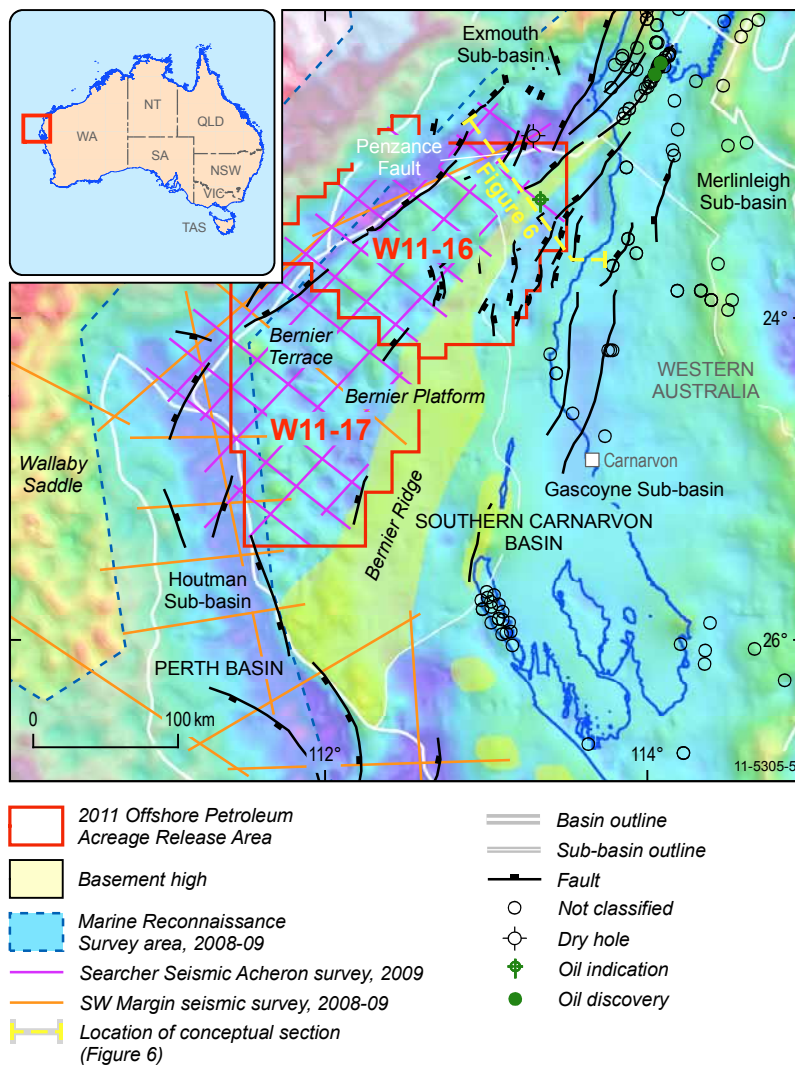 WA
NT
SA
QLD
NSW
VIC
TAS
Exmouth
Sub-basin
Penzance
Fault
Figure 6
Merlinleigh
Sub-basin
W11-16
24°
Bernier
Terrace
WESTERN
AUSTRALIA
Bernier Platform
W11-17
Wallaby
Saddle
Carnarvon
Gascoyne Sub-basin
Bernier Ridge
SOUTHERN CARNARVON
BASIN
Houtman
Sub-basin
26°
PERTH BASIN
0
100 km
112°
114°
11-5305-5
2011 Offshore Petroleum
Acreage Release Area
Basement high
Marine Reconnaissance
Survey area, 2008-09
Searcher Seismic Acheron survey, 2009
SW Margin seismic survey, 2008-09
Location of conceptual section
(Figure 6)
Basin outline
Sub-basin outline
Fault
Not classified
Dry hole
Oil indication
Oil discovery